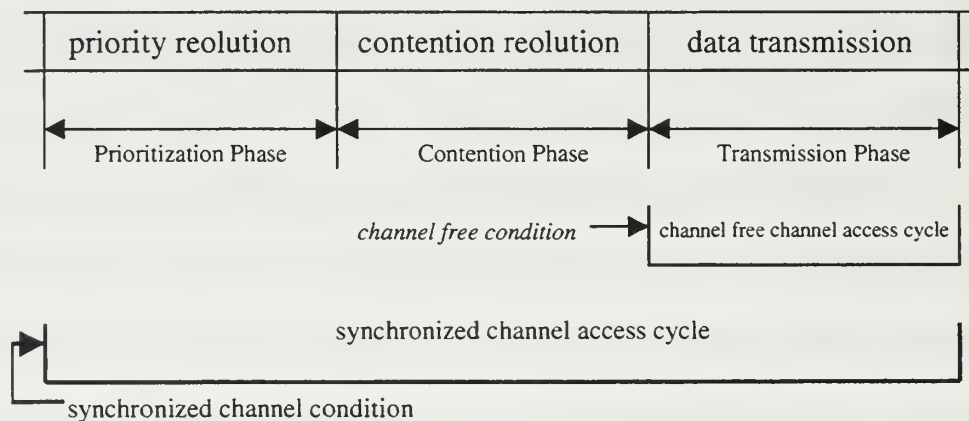 priority reolution contention reolution data transmission
Prioritization Phase Contention Phase Transmission Phase
channel free condition channel free channel access cycle
synchronized channel access cycle
synchronized channel condition